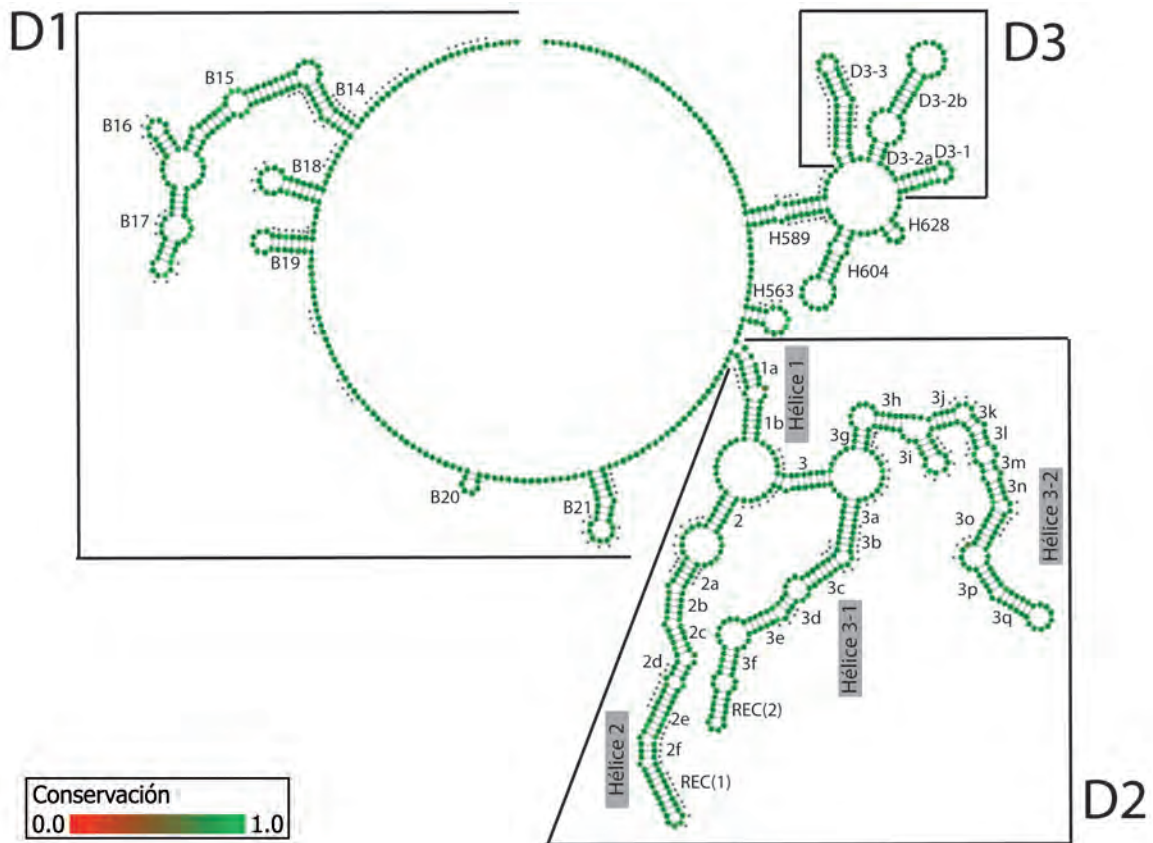 D1
B15
B14
B16
B18
B17
B19
B20
B21
D3
D3-3
D3-2b
D3-2a
D3-1
H589
H628
H604
H563
1a
Hélice 1
1b
3
3g
3h
3j
3k
3l
3i
3m
3n
Hélice 3-2
3o
3p
3q
2
3a
3b
3c
3d
3e
3f
Hélice 3-1
REC(2)
2a
2b
2c
2d
2e
2f
Hélice 2
REC(1)
D2
Conservación
0.0
1.0